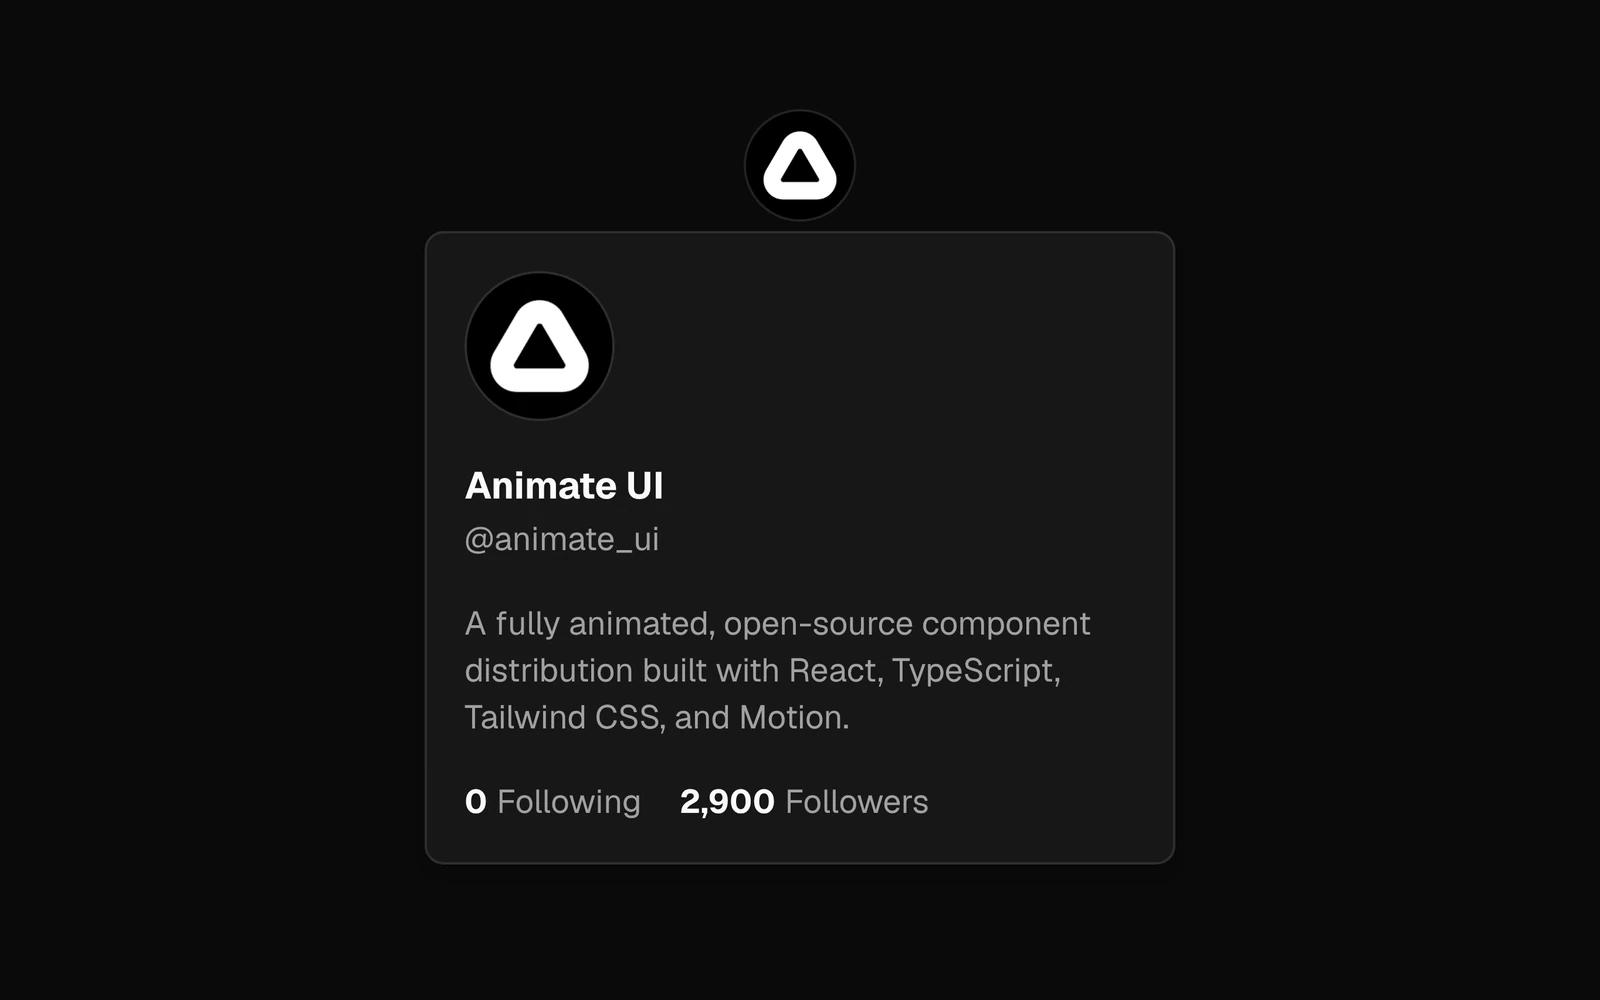 Animate UI
@animate_ui
A fully animated, open-source component
distribution built with React, TypeScript,
Tailwind CSS, and Motion.
0 Following 2,900 Followers